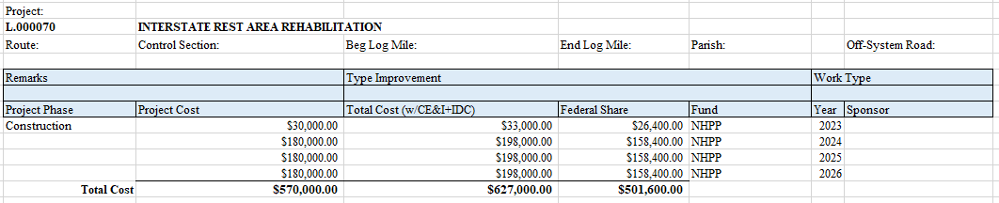 Project:
L.000070 INTERSTATE REST AREA REHABILITATION
Route: Control Section: Beg Log Mile: End Log Mile: Parish: Off-System Road:
Remarks Type Improvement Work Type
Project Phase Project Cost Total Cost (w/CE&I+IDC) Federal Share Fund Year Sponsor
Construction $30,000.00 $33,000.00 $26,400.00 NHPP 2023
$180,000.00 $198,000.00 $158,400.00 NHPP 2024
$180,000.00 $198,000.00 $158,400.00 NHPP 2025
$180,000.00 $198,000.00 $158,400.00 NHPP 2026
Total Cost $570,000.00 $627,000.00 $501,600.00